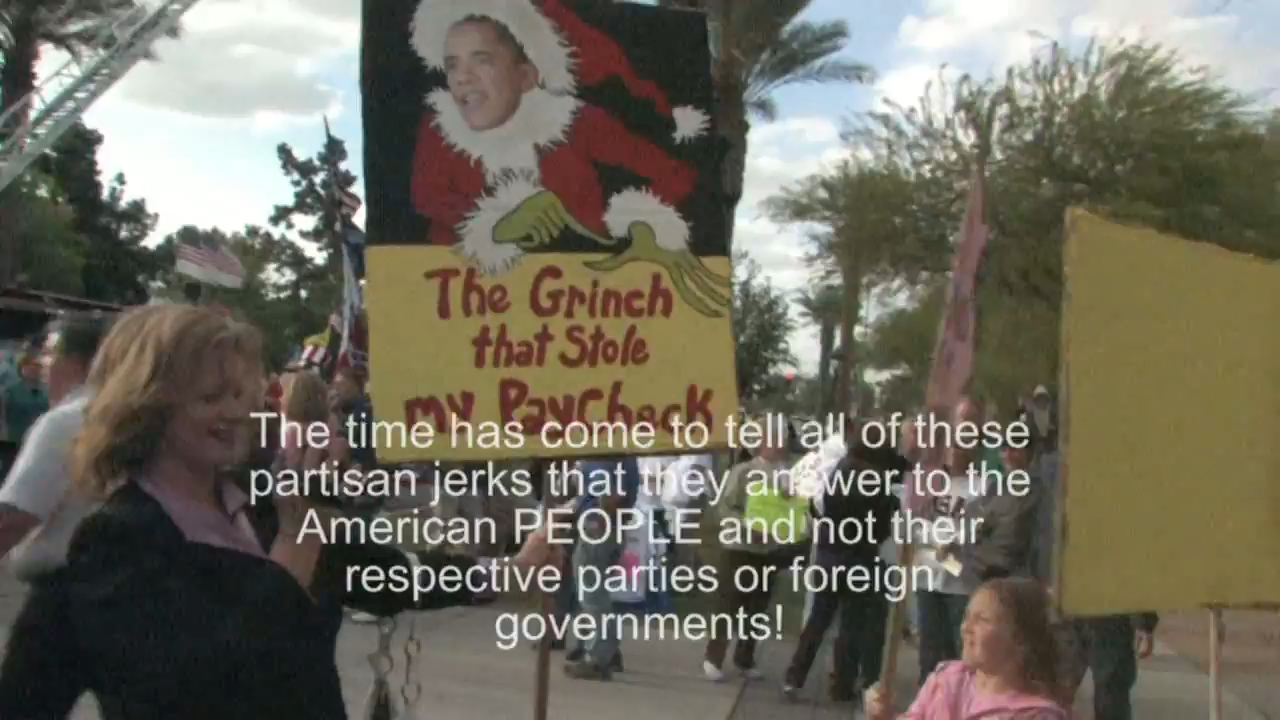 The Grinch
that Stole
my PayCheck
The time has come to tell all of these
partisan jerks that they answer to the
American PEOPLE and not their
respective parties or foreign
governments!